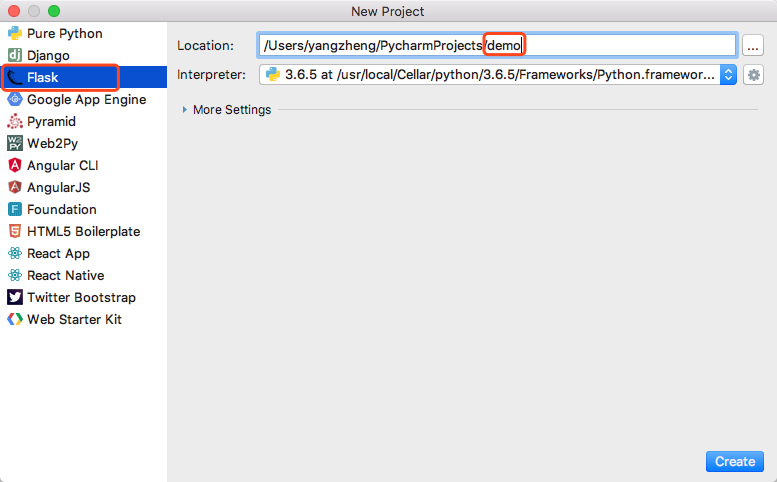 New Project
Pure Python
Django
Flask
Google App Engine
Pyramid
Web2Py
Angular CLI
AngularJS
Foundation
HTML5 Boilerplate
React App
React Native
Twitter Bootstrap
Web Starter Kit
Location: /Users/yangzheng/PycharmProjects/demo ...
Interpreter: 3.6.5 at /usr/local/Cellar/python/3.6.5/Frameworks/Python.framewor...
More Settings
Create